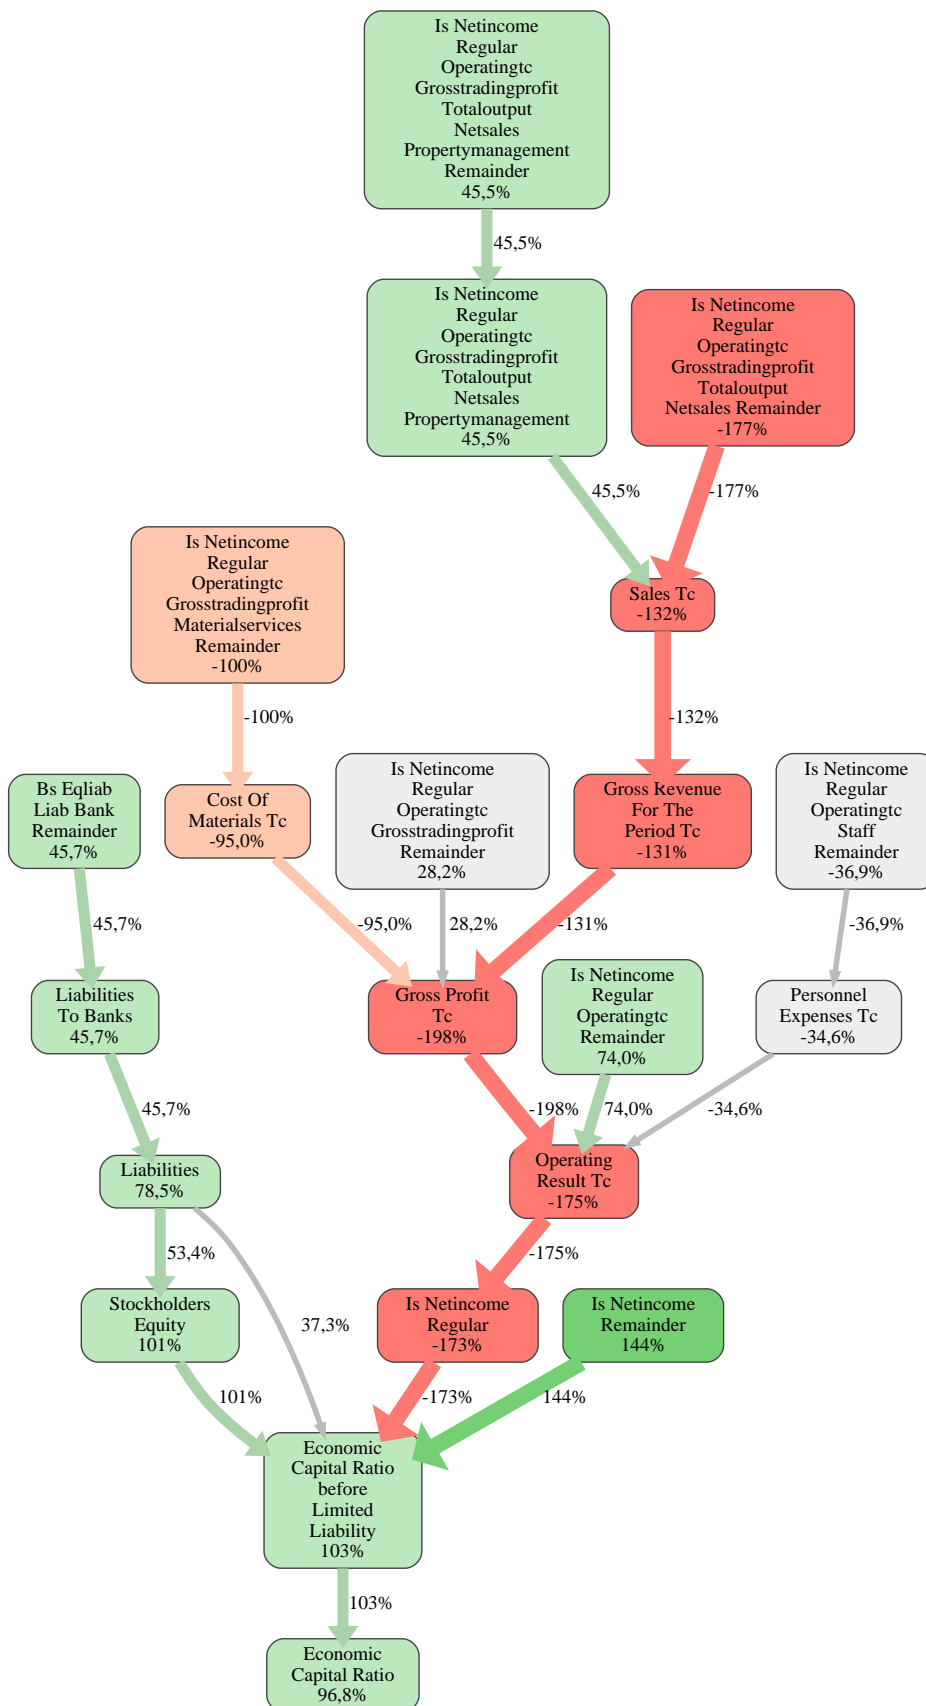 Is Netincome
Regular
Operatingtc
Grosstradingprofit
Totaloutput
Netsales
Propertymanagement
Remainder
45,5%
45,5%
Is Netincome
Regular
Operatingtc
Grosstradingprofit
Totaloutput
Netsales
Propertymanagement
45,5%
Is Netincome
Regular
Operatingtc
Grosstradingprofit
Totaloutput
Netsales Remainder
-177%
45,5%
-177%
Is Netincome
Regular
Operatingtc
Grosstradingprofit
Materialservices
Remainder
-100%
Sales Tc
-132%
-100%
-132%
Bs Eqliab
Liab Bank
Remainder
45,7%
Cost Of
Materials Tc
-95,0%
Is Netincome
Regular
Operatingtc
Grosstradingprofit
Remainder
28,2%
Gross Revenue
For The
Period Tc
-131%
Is Netincome
Regular
Operatingtc
Staff
Remainder
-36,9%
45,7%
-95,0%
28,2%
-131%
-36,9%
Liabilities
To Banks
45,7%
Gross Profit
Tc
-198%
Is Netincome
Regular
Operatingtc
Remainder
74,0%
Personnel
Expenses Tc
-34,6%
45,7%
-198%
74,0%
-34,6%
Liabilities
78,5%
Operating
Result Tc
-175%
53,4%
-175%
Stockholders
Equity
101%
37,3%
Is Netincome
Regular
-173%
Is Netincome
Remainder
144%
101%
-173%
144%
Economic
Capital Ratio
before
Limited
Liability
103%
103%
Economic
Capital Ratio
96,8%